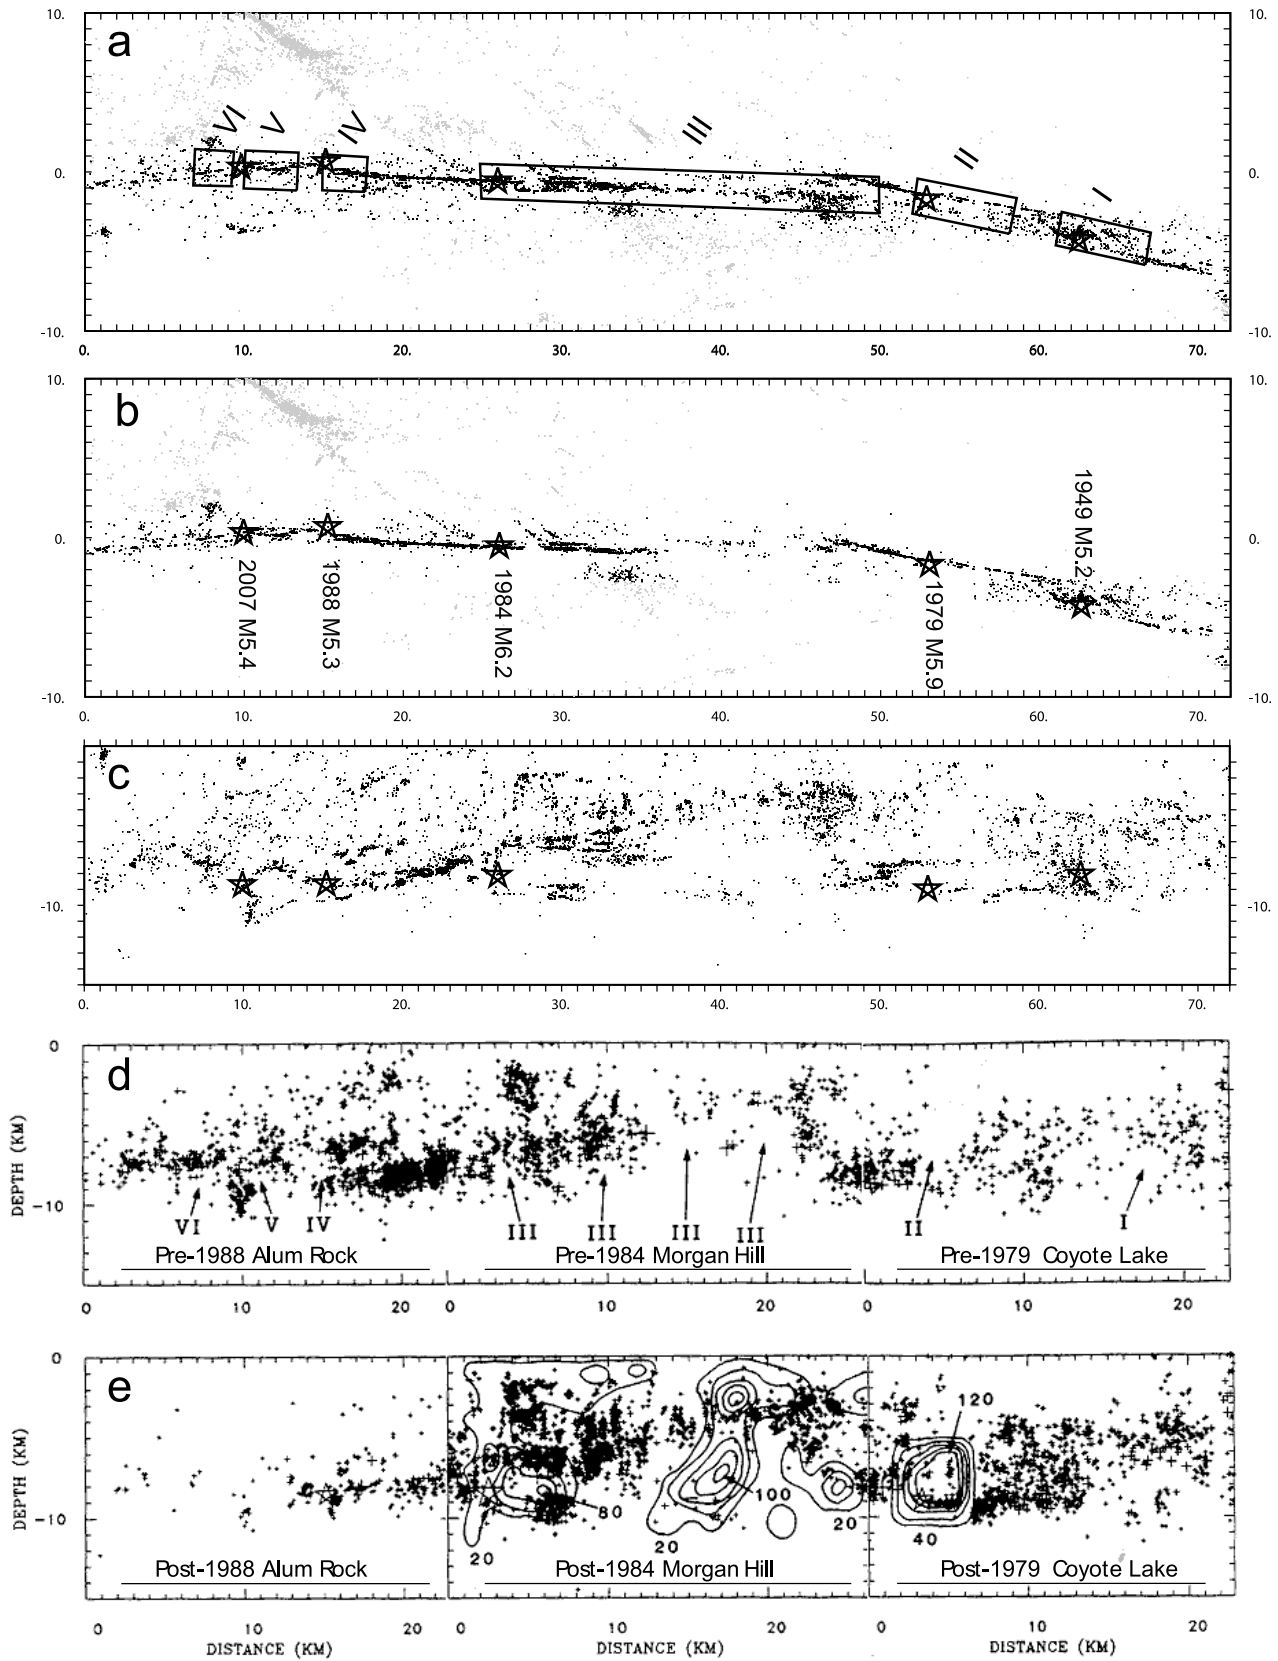 a
10.
10.
VI
V
IV
III
II
I
0.
0.
-10.
-10.
0. 10. 20. 30. 40. 50. 60. 70.
b
10.
10.
0.
0.
2007 M5.4
1988 M5.3
1984 M6.2
1979 M5.9
1949 M5.2
-10.
-10.
0. 10. 20. 30. 40. 50. 60. 70.
c
-10.
-10.
0. 10. 20. 30. 40. 50. 60. 70.
d
0
DEPTH (KM)
-10
VI V IV III III III III II I
Pre-1988 Alum Rock Pre-1984 Morgan Hill Pre-1979 Coyote Lake
0 10 20 0 10 20 0 10 20
e
0
DEPTH (KM)
-10
120
80
100
20
20
20
40
Post-1988 Alum Rock Post-1984 Morgan Hill Post-1979 Coyote Lake
0 10 20 0 10 20 0 10 20
DISTANCE (KM) DISTANCE (KM) DISTANCE (KM)